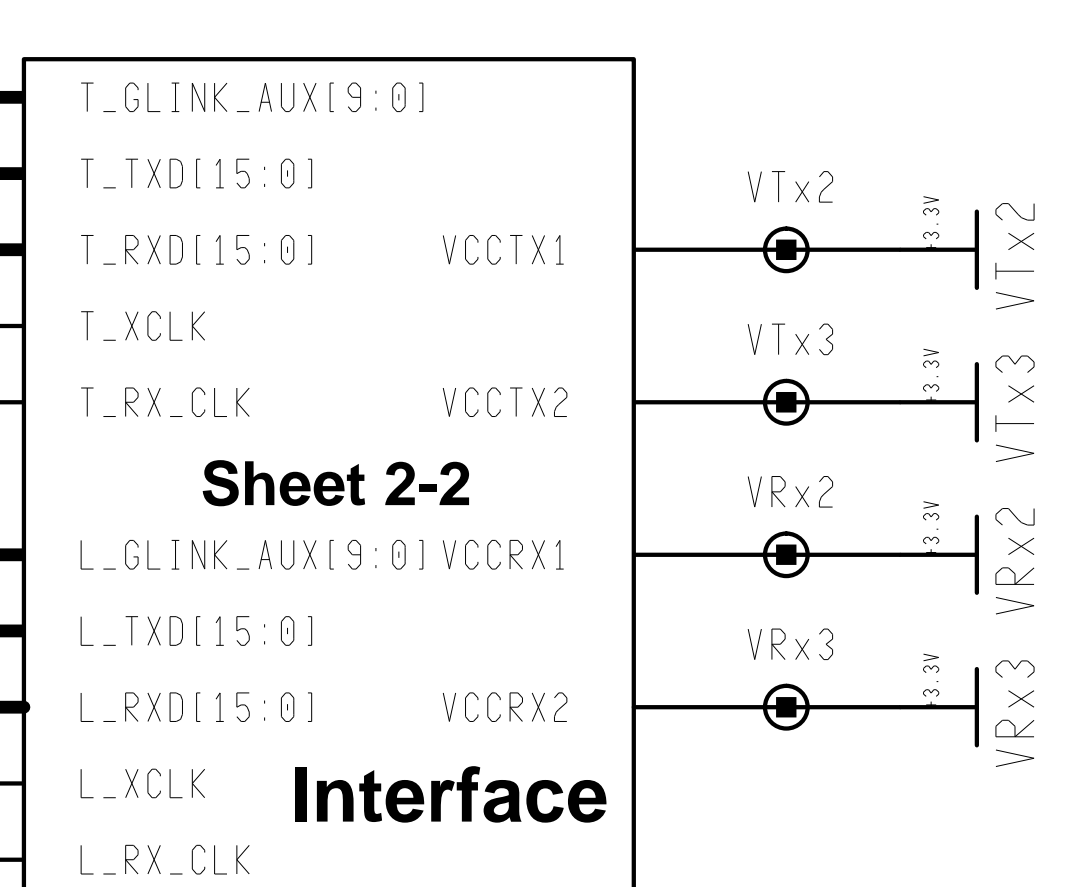 T_GLINK_AUX[9:0]
T_TXD[15:0]
VTx2
+3.3V
VTx2
T_RXD[15:0] VCCTX1
T_XCLK
VTx3
+3.3V
VTx3
T_RX_CLK VCCTX2
Sheet 2-2
VRx2
+3.3V
VRx2
L_GLINK_AUX[9:0] VCCRX1
L_TXD[15:0]
VRx3
+3.3V
VRx3
L_RXD[15:0] VCCRX2
L_XCLK
Interface
L_RX_CLK